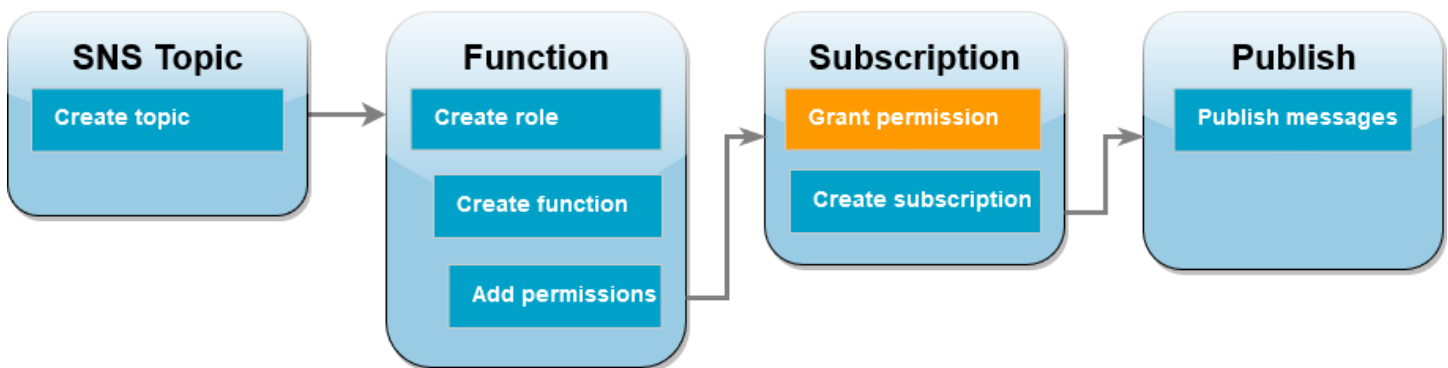 SNS Topic
Create topic
Function
Create role
Create function
Add permissions
Subscription
Grant permission
Create subscription
Publish
Publish messages